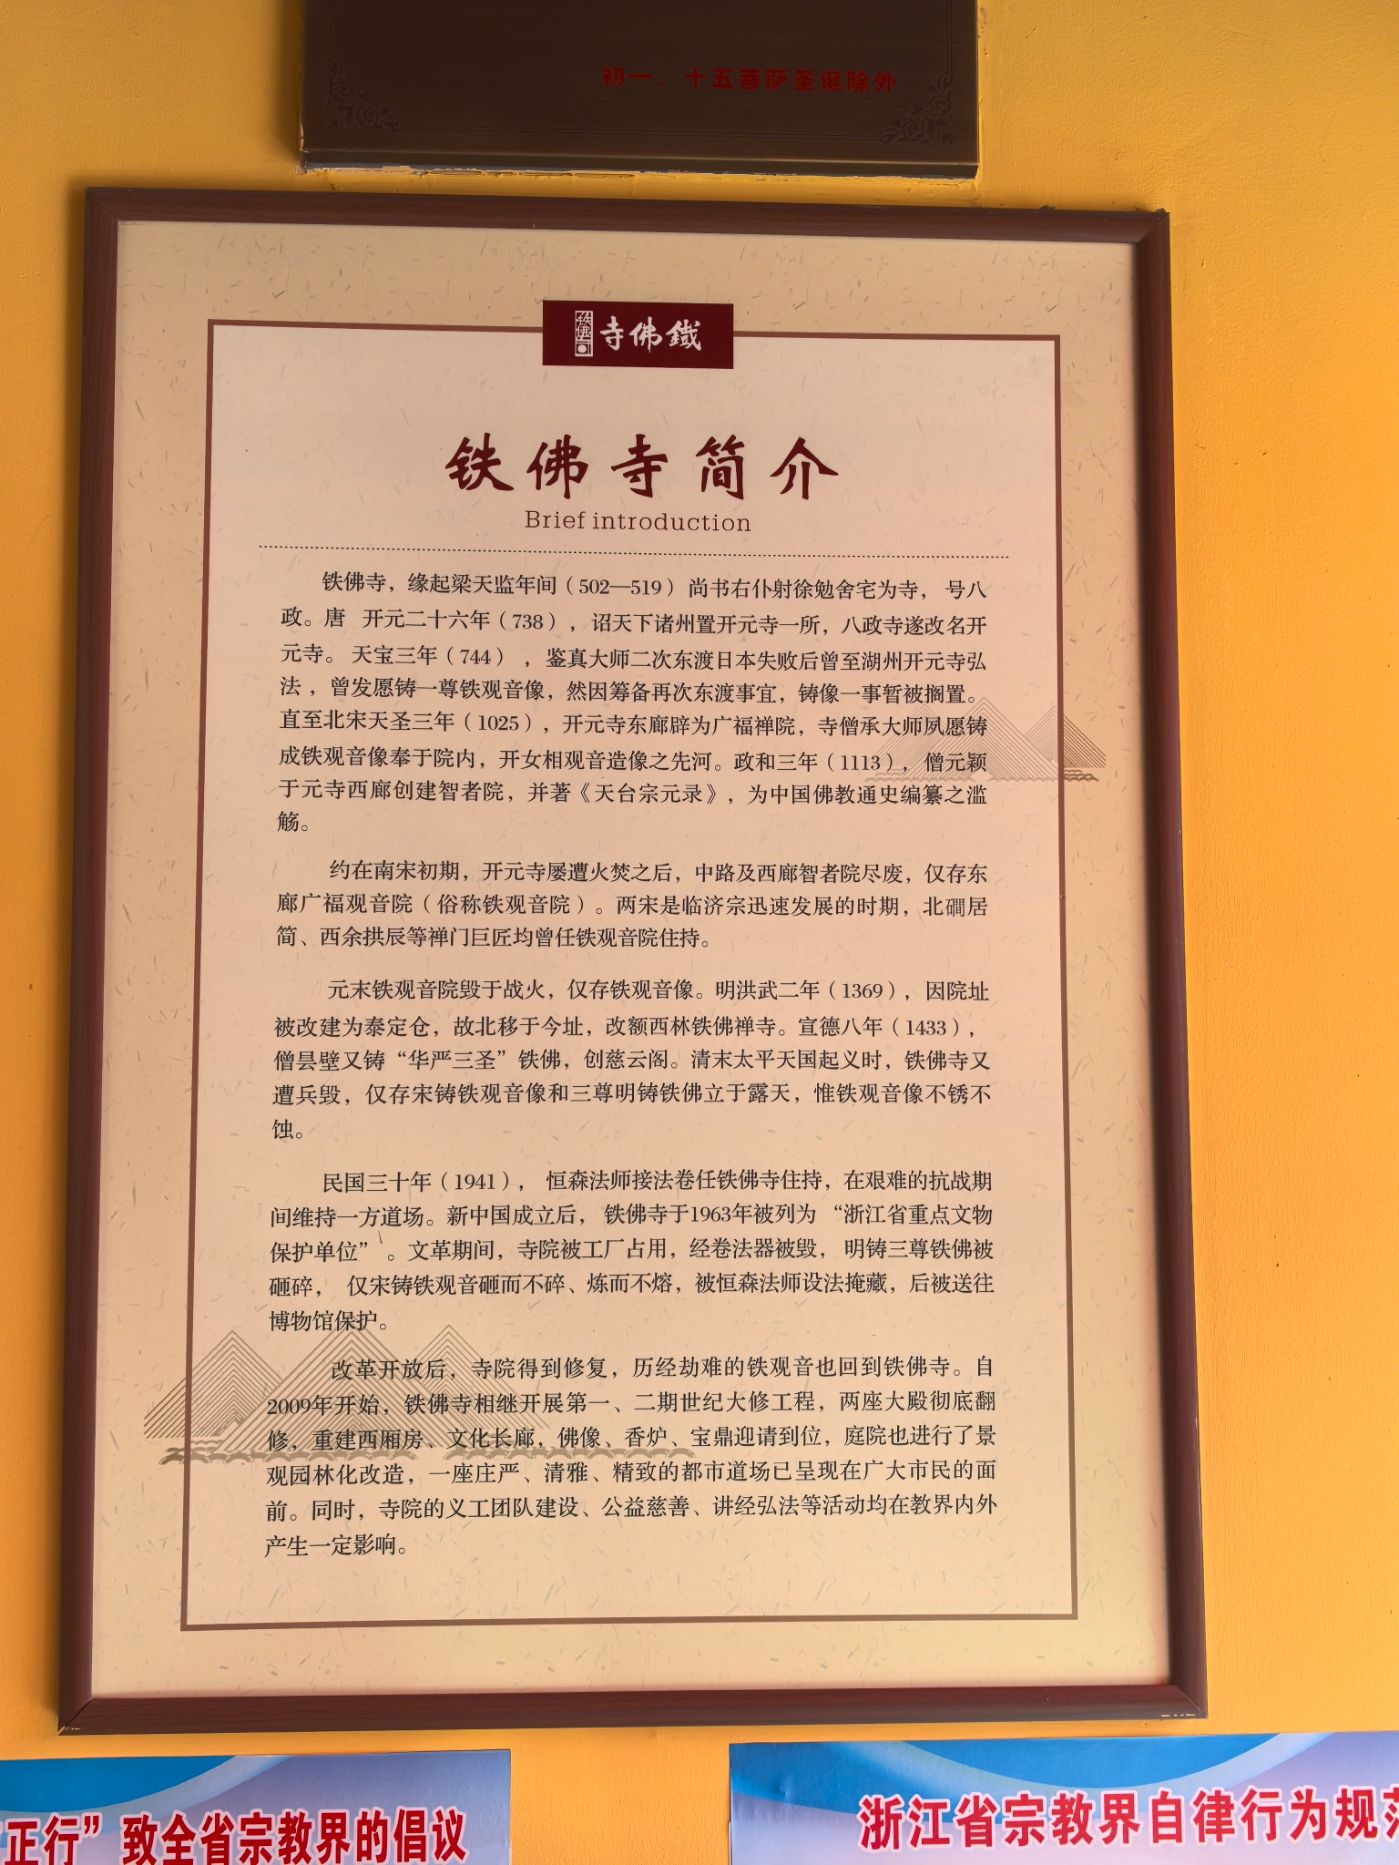 初一、十五菩萨圣诞除外
铁佛寺
寺佛鐵
铁佛寺简介
Brief introduction
铁佛寺，缘起梁天监年间（502—519）尚书右仆射徐勉舍宅为寺， 号八
政。唐 开元二十六年（738），诏天下诸州置开元寺一所，八政寺遂改名开
元寺。 天宝三年（744） ，鉴真大师二次东渡日本失败后曾至湖州开元寺弘
法 ，曾发愿铸一尊铁观音像，然因筹备再次东渡事宜，铸像一事暂被搁置。
直至北宋天圣三年（1025），开元寺东廊辟为广福禅院，寺僧承大师夙愿铸
成铁观音像奉于院内，开女相观音造像之先河。政和三年（1113）， 僧元颖
于元寺西廊创建智者院，并著《天台宗元录》，为中国佛教通史编纂之滥
觞。
约在南宋初期，开元寺屡遭火焚之后，中路及西廊智者院尽废，仅存东
廊广福观音院（俗称铁观音院）。两宋是临济宗迅速发展的时期，北磵居
简、西余拱辰等禅门巨匠均曾任铁观音院住持。
元末铁观音院毁于战火，仅存铁观音像。明洪武二年（1369），因院址
被改建为泰定仓，故北移于今址，改额西林铁佛禅寺。宣德八年（1433），
僧昙壁又铸“华严三圣”铁佛，创慈云阁。清末太平天国起义时，铁佛寺又
遭兵毁，仅存宋铸铁观音像和三尊明铸铁佛立于露天，惟铁观音像不锈不
蚀。
民国三十年（1941）， 恒森法师接法卷任铁佛寺住持，在艰难的抗战期
间维持一方道场。新中国成立后， 铁佛寺于1963年被列为 “浙江省重点文物
保护单位” 。文革期间，寺院被工厂占用，经卷法器被毁， 明铸三尊铁佛被
砸碎， 仅宋铸铁观音砸而不碎、炼而不熔，被恒森法师设法掩藏，后被送往
博物馆保护。
改革开放后，寺院得到修复，历经劫难的铁观音也回到铁佛寺。自
2009年开始，铁佛寺相继开展第一、二期世纪大修工程，两座大殿彻底翻
修，重建西厢房、文化长廊，佛像、香炉、宝鼎迎请到位，庭院也进行了景
观园林化改造，一座庄严、清雅、精致的都市道场已呈现在广大市民的面
前。同时，寺院的义工团队建设、公益慈善、讲经弘法等活动均在教界内外
产生一定影响。
正行”致全省宗教界的倡议
浙江省宗教界自律行为规范